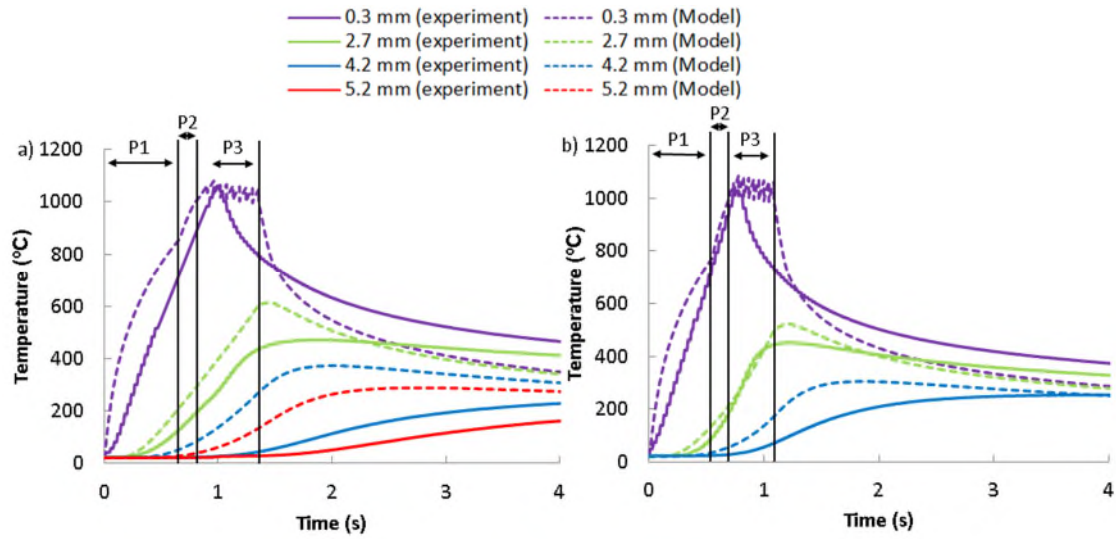 0.3 mm (experiment) 0.3 mm (Model)
2.7 mm (experiment) 2.7 mm (Model)
4.2 mm (experiment) 4.2 mm (Model)
5.2 mm (experiment) 5.2 mm (Model)
a)
P1
P2
P3
1200
1000
800
600
400
200
0
Temperature (°C)
0 1 2 3 4
Time (s)
b)
P1
P2
P3
1200
1000
800
600
400
200
0
Temperature (°C)
0 1 2 3 4
Time (s)